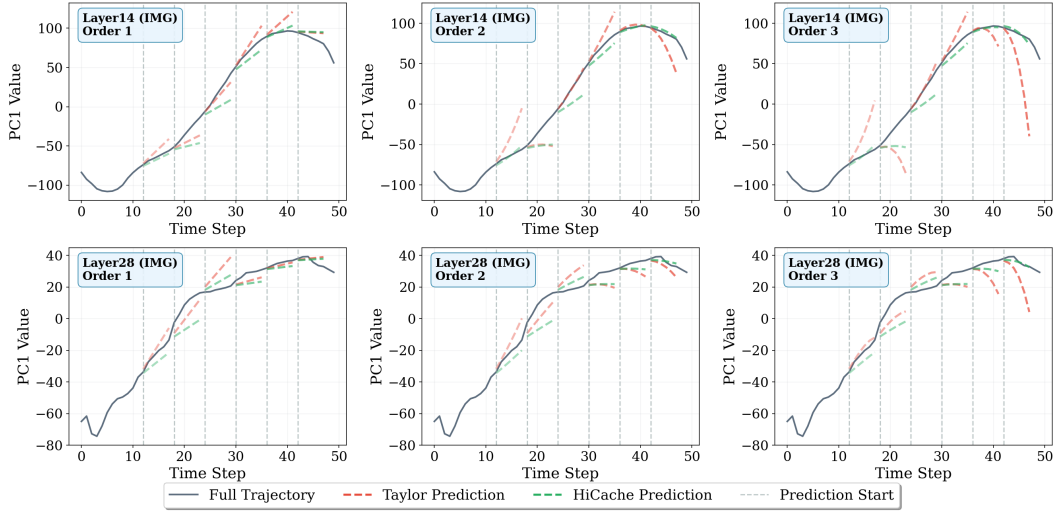 Layer14 (IMG)
Order 1
PC1 Value
100
50
0
−50
−100
0 10 20 30 40 50
Time Step
Layer14 (IMG)
Order 2
PC1 Value
100
50
0
−50
−100
0 10 20 30 40 50
Time Step
Layer14 (IMG)
Order 3
PC1 Value
100
50
0
−50
−100
0 10 20 30 40 50
Time Step
Layer28 (IMG)
Order 1
PC1 Value
40
20
0
−20
−40
−60
−80
0 10 20 30 40 50
Time Step
Layer28 (IMG)
Order 2
PC1 Value
40
20
0
−20
−40
−60
−80
0 10 20 30 40 50
Time Step
Layer28 (IMG)
Order 3
PC1 Value
40
20
0
−20
−40
−60
−80
0 10 20 30 40 50
Time Step
Full Trajectory Taylor Prediction HiCache Prediction Prediction Start